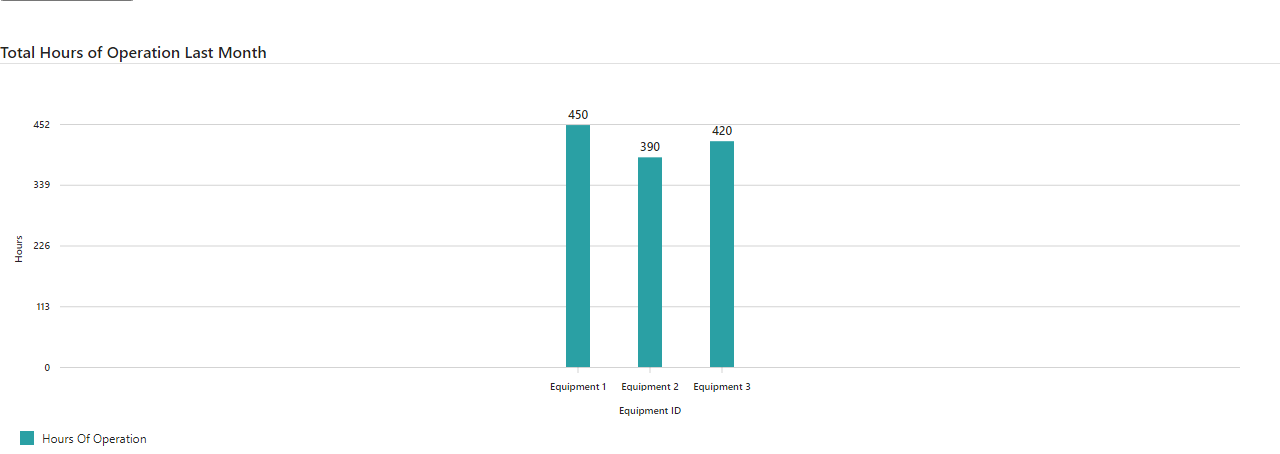 Total Hours of Operation Last Month
450
452
420
390
339
Hours
226
113
0
Equipment 1 Equipment 2 Equipment 3
Equipment ID
Hours Of Operation